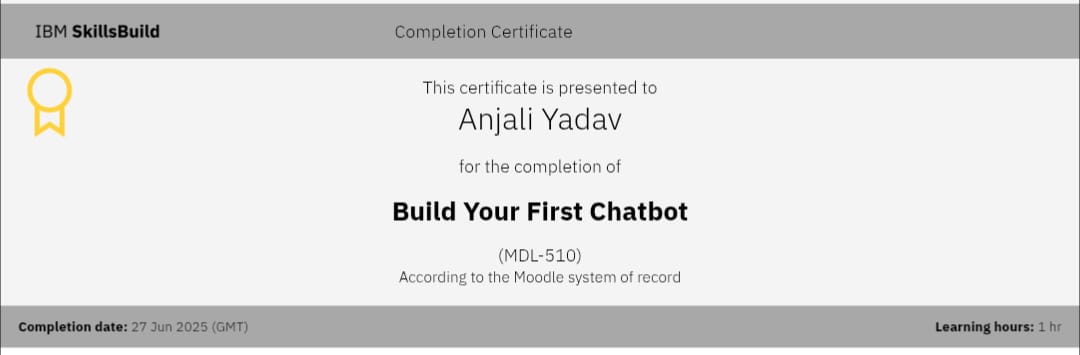 IBM SkillsBuild
Completion Certificate
This certificate is presented to
Anjali Yadav
for the completion of
Build Your First Chatbot
(MDL-510)
According to the Moodle system of record
Completion date: 27 Jun 2025 (GMT)
Learning hours: 1 hr